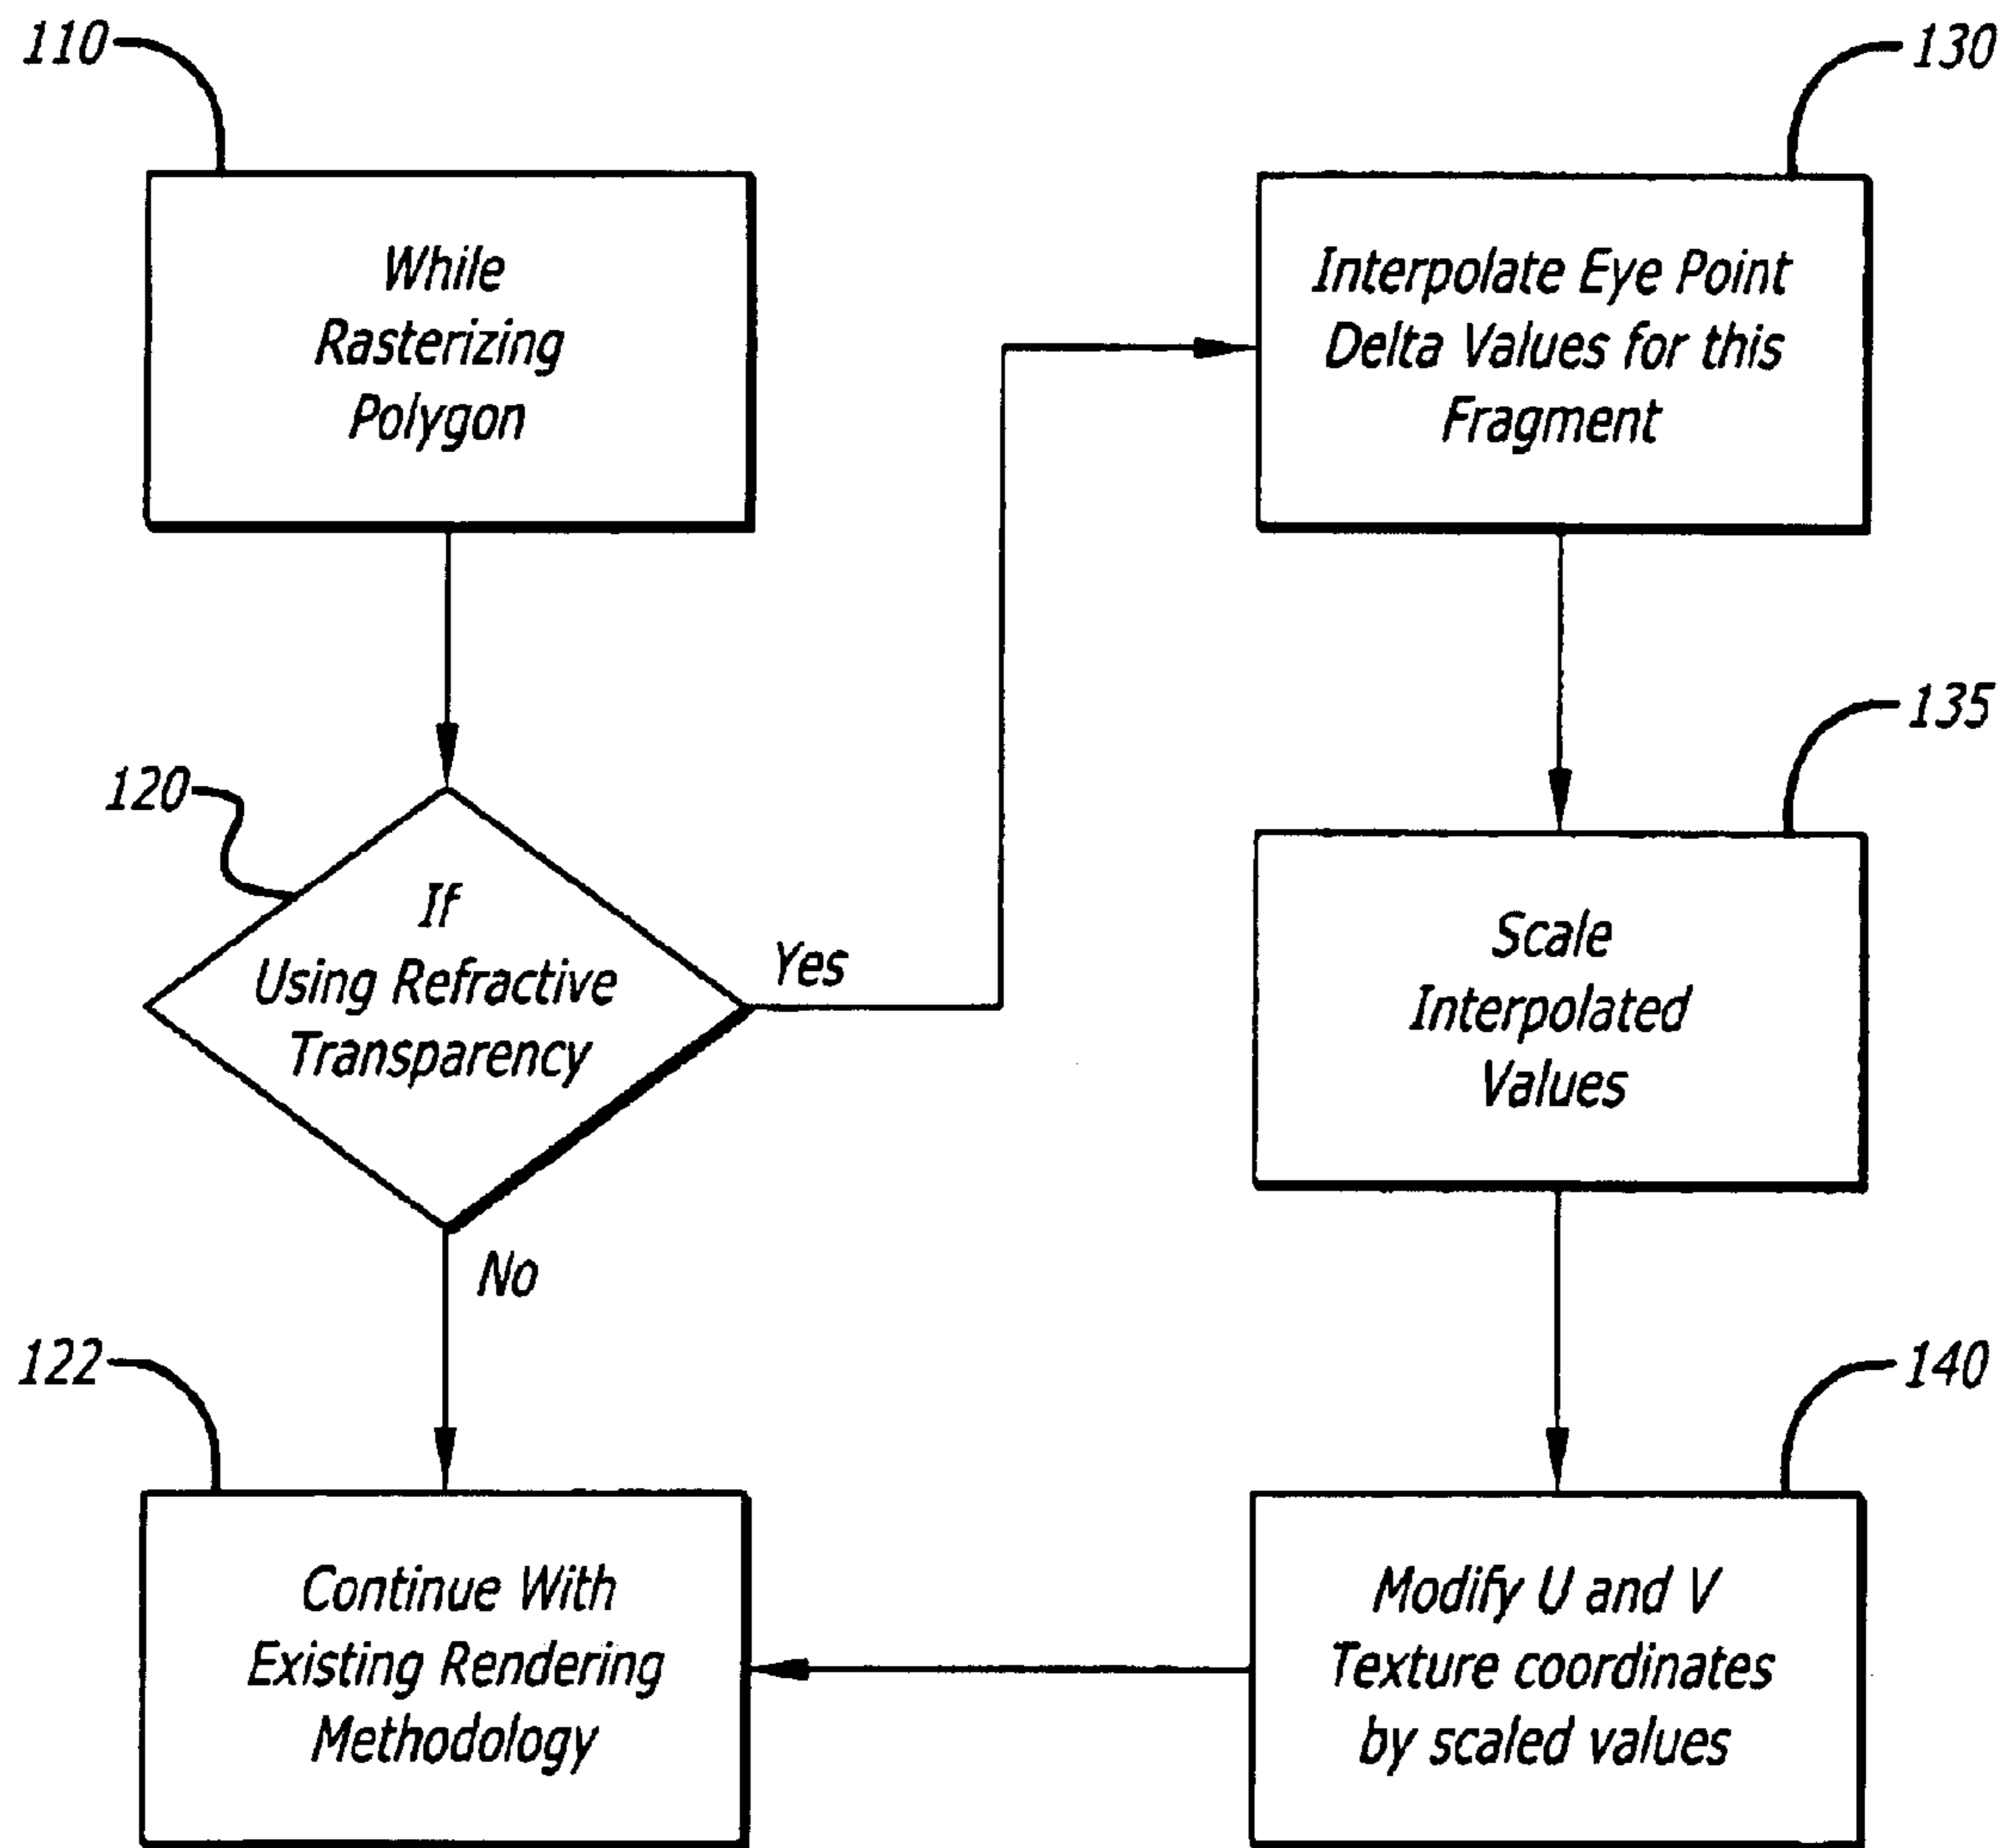 110
While
Rasterizing
Polygon
120
If
Using Refractive
Transparency
Yes
No
122
Continue With
Existing Rendering
Methodology
130
Interpolate Eye Point
Delta Values for this
Fragment
135
Scale
Interpolated
Values
140
Modify U and V
Texture coordinates
by scaled values